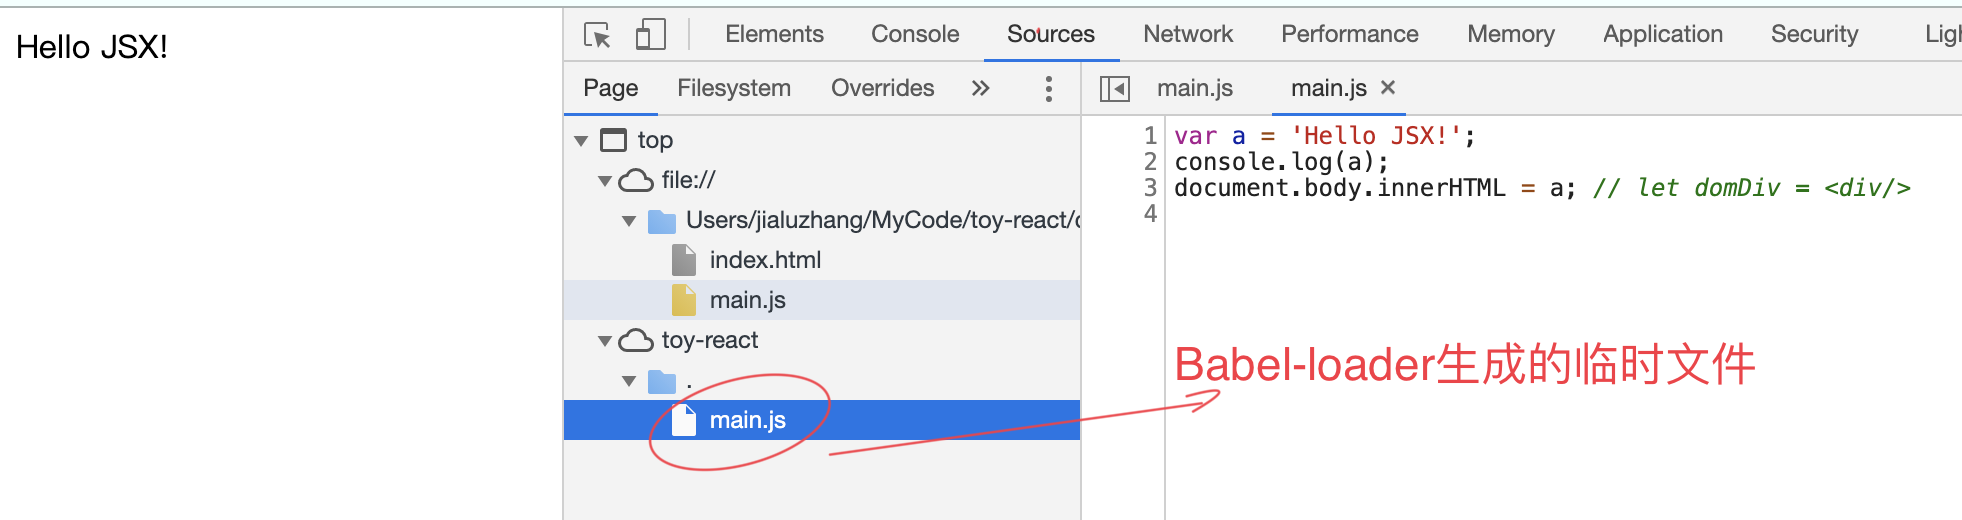 Hello JSX!
Elements Console Sources Network Performance Memory Application Security Ligh
Page Filesystem Overrides »
main.js main.js ×
top
file://
Users/jialuzhang/MyCode/toy-react/
index.html
main.js
toy-react
.
main.js
1 var a = 'Hello JSX!';
2 console.log(a);
3 document.body.innerHTML = a; // let domDiv = <div/>
4
Babel-loader生成的临时文件